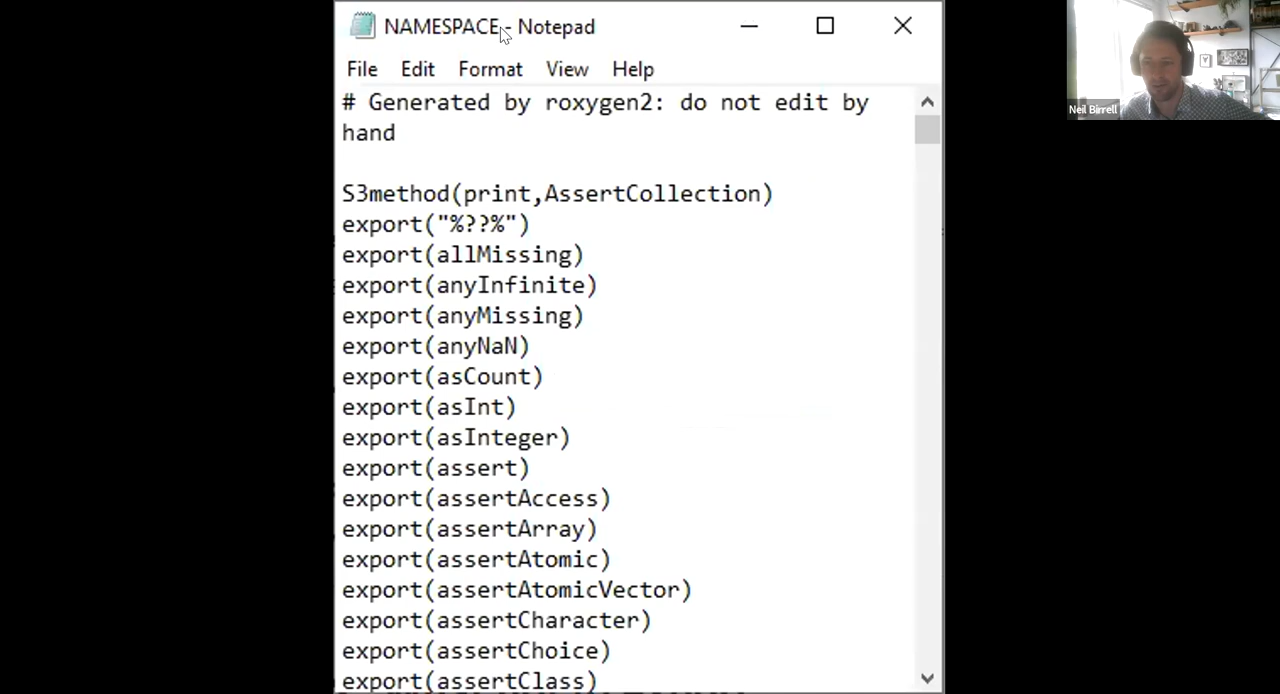 NAMESPACE - Notepad
File Edit Format View Help
# Generated by roxygen2: do not edit by
hand
S3method(print,AssertCollection)
export("%??%")
export(allMissing)
export(anyInfinite)
export(anyMissing)
export(anyNaN)
export(asCount)
export(asInt)
export(asInteger)
export(assert)
export(assertAccess)
export(assertArray)
export(assertAtomic)
export(assertAtomicVector)
export(assertCharacter)
export(assertChoice)
export(assertClass)
Neil Birrell